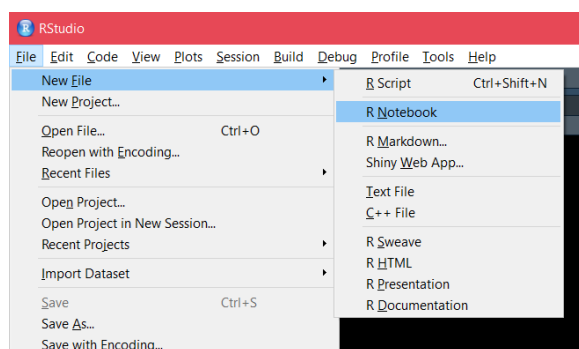 RStudio
File Edit Code View Plots Session Build Debug Profile Tools Help
New File
New Project...
Open File... Ctrl+O
Reopen with Encoding...
Recent Files
Open Project...
Open Project in New Session...
Recent Projects
Import Dataset
Save Ctrl+S
Save As...
Save with Encoding...
R Script Ctrl+Shift+N
R Notebook
R Markdown...
Shiny Web App...
Text File
C++ File
R Sweave
R HTML
R Presentation
R Documentation